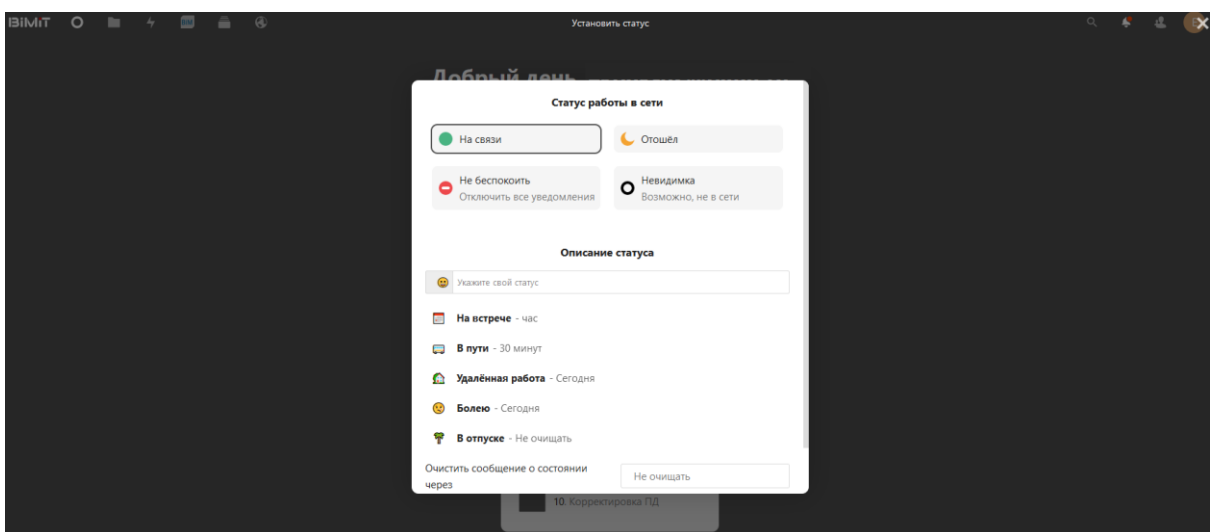 BIMIT
Установить статус
Добрый день,
Статус работы в сети
На связи
Отошёл
Не беспокоить
Отключить все уведомления
Невидимка
Возможно, не в сети
Описание статуса
Укажите свой статус
На встрече - час
В пути - 30 минут
Удалённая работа - Сегодня
Болею - Сегодня
В отпуске - Не очищать
Очистить сообщение о состоянии
через
Не очищать
10. Корректировка ПД